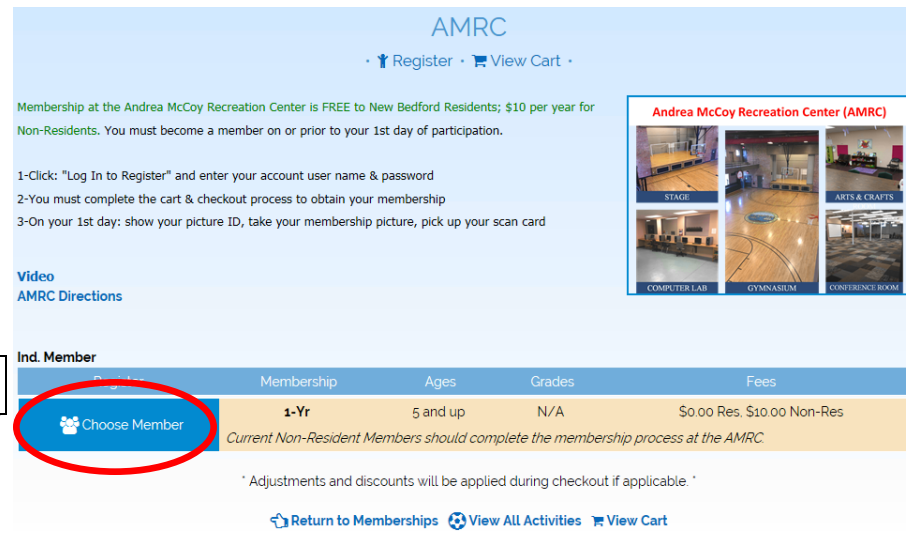 AMRC
• Register • View Cart •
Membership at the Andrea McCoy Recreation Center is FREE to New Bedford Residents; $10 per year for
Non-Residents. You must become a member on or prior to your 1st day of participation.
1-Click: "Log In to Register" and enter your account user name & password
2-You must complete the cart & checkout process to obtain your membership
3-On your 1st day: show your picture ID, take your membership picture, pick up your scan card
Video
AMRC Directions
Andrea McCoy Recreation Center (AMRC)
STAGE
ARTS & CRAFTS
COMPUTER LAB
GYMNASIUM
CONFERENCE ROOM
Ind. Member
Register Membership Ages Grades Fees
Choose Member 1-Yr 5 and up N/A $0.00 Res, $10.00 Non-Res
Current Non-Resident Members should complete the membership process at the AMRC.
* Adjustments and discounts will be applied during checkout if applicable. *
Return to Memberships View All Activities View Cart